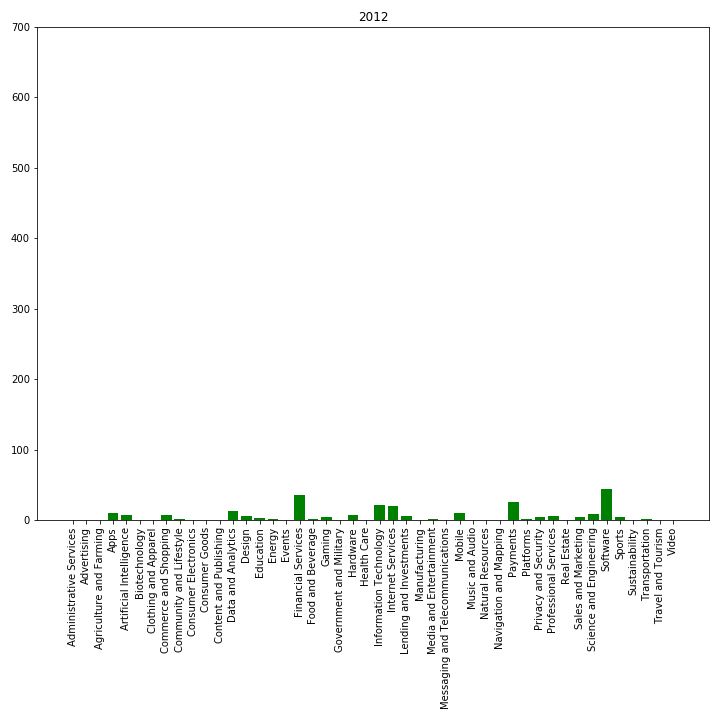 2012
700
600
500
400
300
200
100
0
Administrative Services
Advertising
Agriculture and Farming
Apps
Artificial Intelligence
Biotechnology
Clothing and Apparel
Commerce and Shopping
Community and Lifestyle
Consumer Electronics
Consumer Goods
Content and Publishing
Data and Analytics
Design
Education
Energy
Events
Financial Services
Food and Beverage
Gaming
Government and Military
Hardware
Health Care
Information Technology
Internet Services
Lending and Investments
Manufacturing
Media and Entertainment
Messaging and Telecommunications
Mobile
Music and Audio
Natural Resources
Navigation and Mapping
Payments
Platforms
Privacy and Security
Professional Services
Real Estate
Sales and Marketing
Science and Engineering
Software
Sports
Sustainability
Transportation
Travel and Tourism
Video